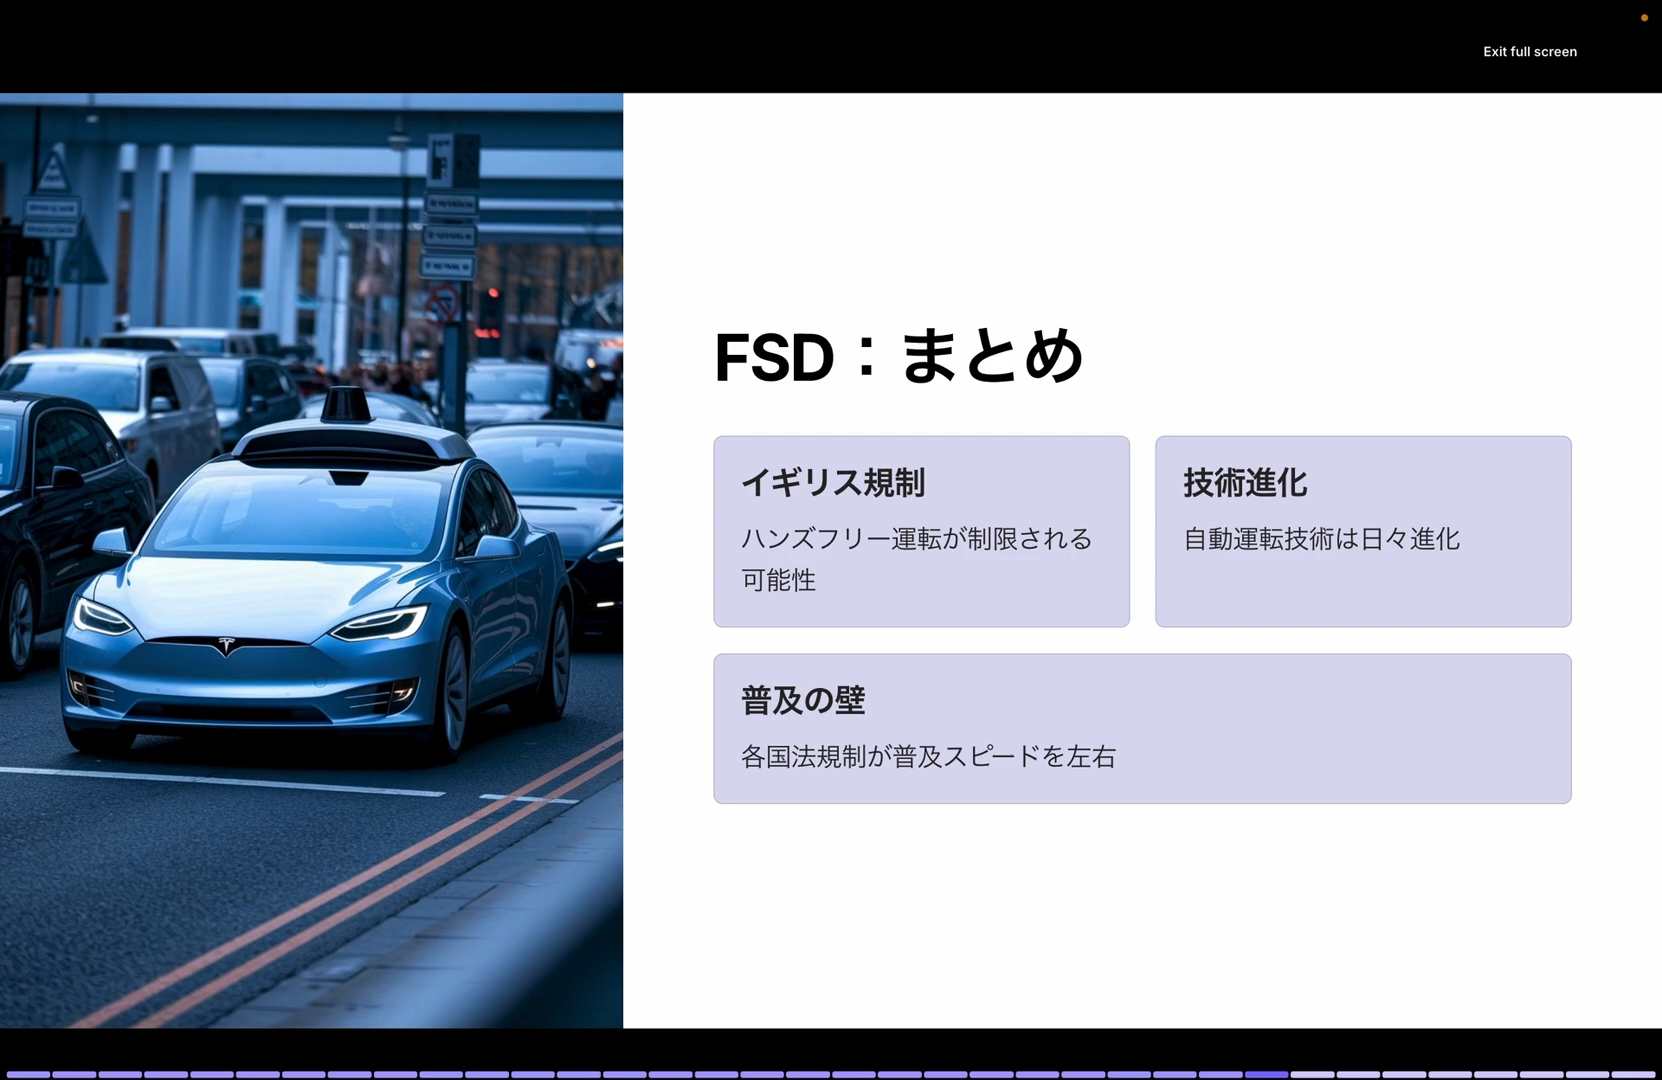 Exit full screen
FSD：まとめ
イギリス規制
ハンズフリー運転が制限される
可能性
技術進化
自動運転技術は日々進化
普及の壁
各国法規制が普及スピードを左右